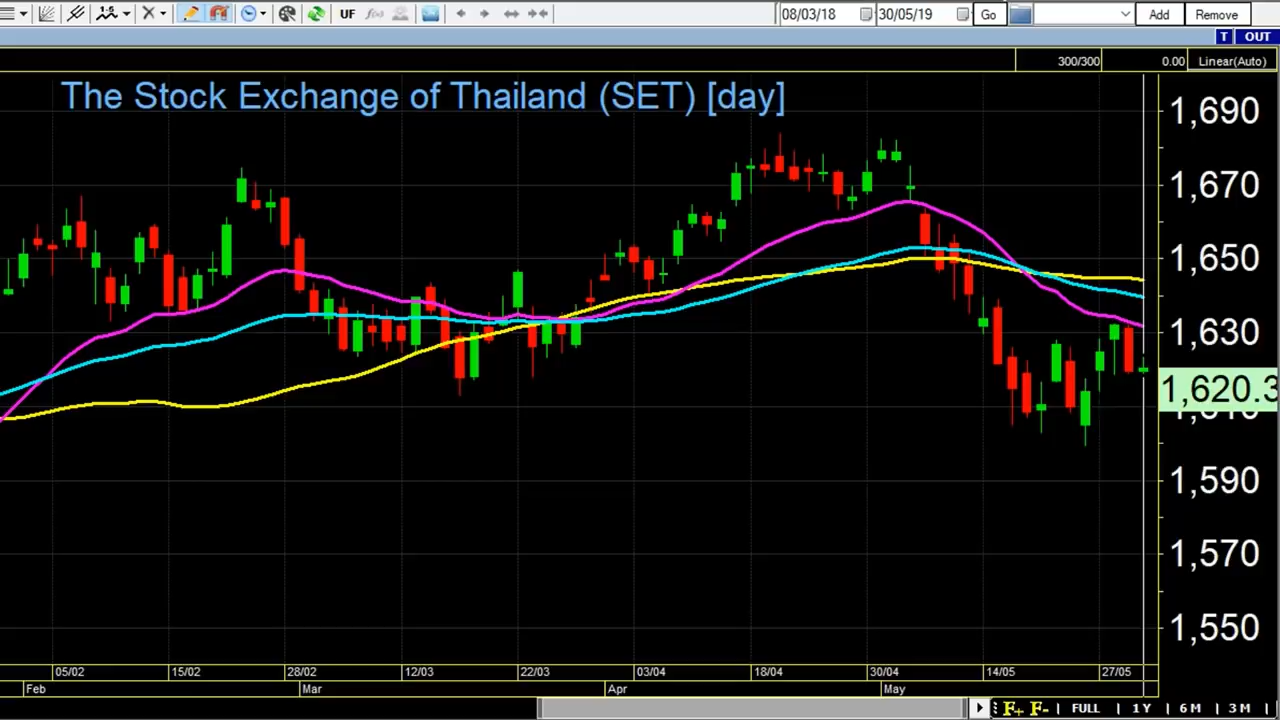 UF f(x) 08/03/18 30/05/19 Go Add Remove
T OUT
300/300 0.00 Linear(Auto)
The Stock Exchange of Thailand (SET) [day]
1,690
1,670
1,650
1,630
1,620.3
1,610
1,590
1,570
1,550
05/02 15/02 28/02 12/03 22/03 03/04 18/04 30/04 14/05 27/05
Feb Mar Apr May
F+ F- | FULL | 1Y | 6M | 3M |